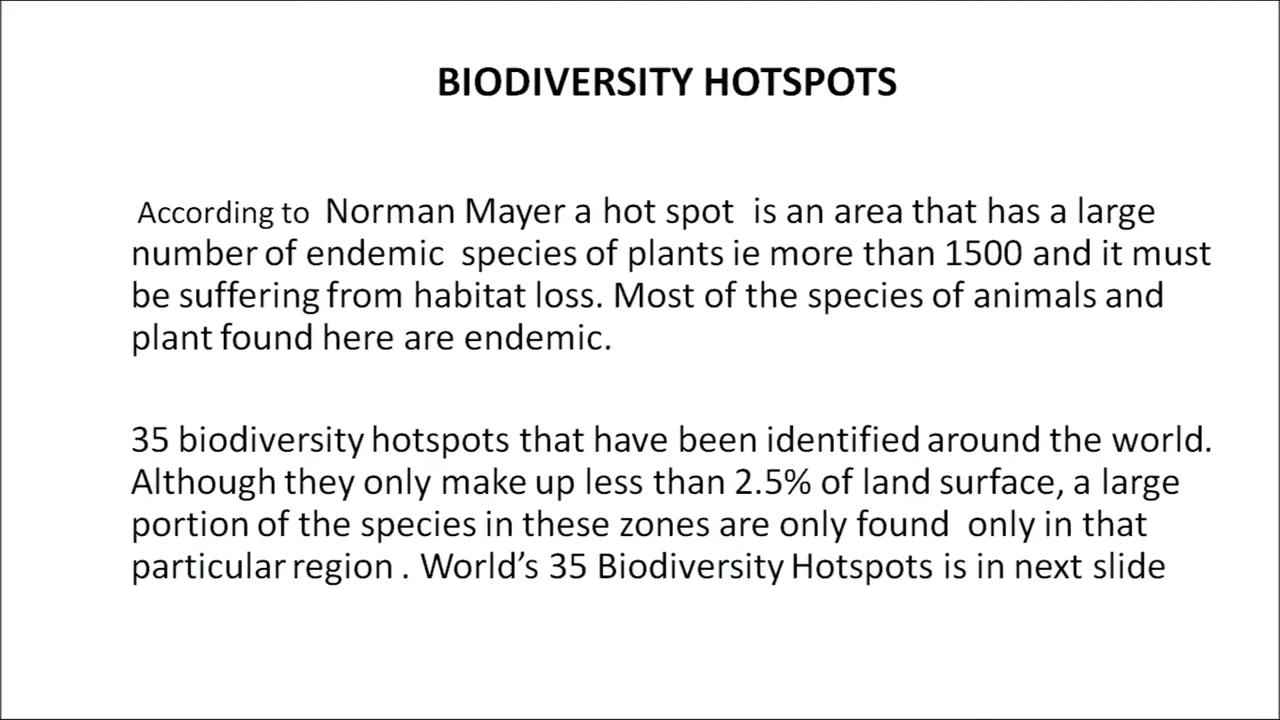 BIODIVERSITY HOTSPOTS
According to Norman Mayer a hot spot is an area that has a large
number of endemic species of plants ie more than 1500 and it must
be suffering from habitat loss. Most of the species of animals and
plant found here are endemic.
35 biodiversity hotspots that have been identified around the world.
Although they only make up less than 2.5% of land surface, a large
portion of the species in these zones are only found only in that
particular region . World’s 35 Biodiversity Hotspots is in next slide